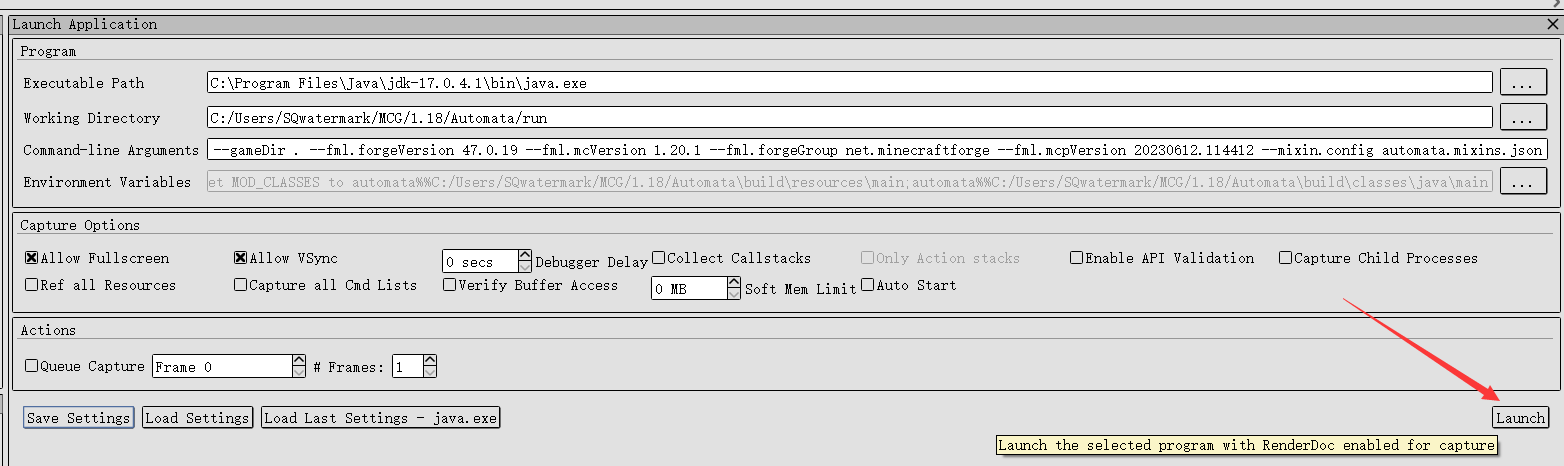 Launch Application
Program
Executable Path C:\Program Files\Java\jdk-17.0.4.1\bin\java.exe ...
Working Directory C:/Users/SQwatermark/MCG/1.18/Automata/run ...
Command-line Arguments --gameDir . --fml.forgeVersion 47.0.19 --fml.mcVersion 1.20.1 --fml.forgeGroup net.minecraftforge --fml.mcpVersion 20230612.114412 --mixin.config automata.mixins.json
Environment Variables et MOD_CLASSES to automata%%C:/Users/SQwatermark/MCG/1.18/Automata\build\resources\main;automata%%C:/Users/SQwatermark/MCG/1.18/Automata\build\classes\java\main ...
Capture Options
Allow Fullscreen Allow VSync 0 secs Debugger Delay Collect Callstacks Only Action stacks Enable API Validation Capture Child Processes
Ref all Resources Capture all Cmd Lists Verify Buffer Access 0 MB Soft Mem Limit Auto Start
Actions
Queue Capture Frame 0 # Frames: 1
Save Settings Load Settings Load Last Settings - java.exe Launch
Launch the selected program with RenderDoc enabled for capture